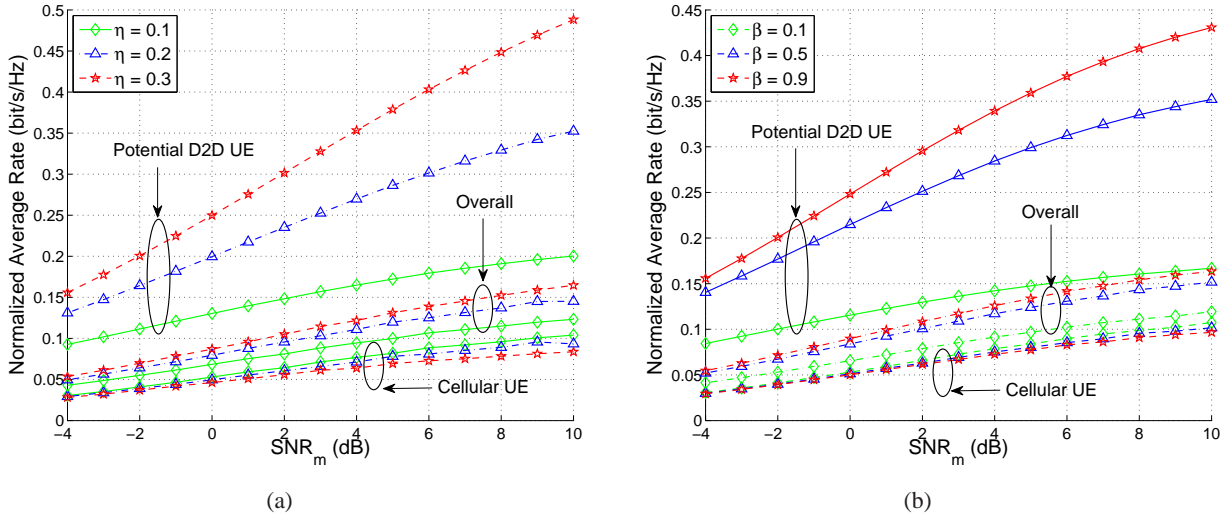 0.5
0.45
0.4
0.35
0.3
0.25
0.2
0.15
0.1
0.05
0
−4 −2 0 2 4 6 8 10
SNRm (dB)
Normalized Average Rate (bit/s/Hz)
η = 0.1
η = 0.2
η = 0.3
Potential D2D UE
Overall
Cellular UE
(a)
0.45
0.4
0.35
0.3
0.25
0.2
0.15
0.1
0.05
0
−4 −2 0 2 4 6 8 10
SNRm (dB)
Normalized Average Rate (bit/s/Hz)
β = 0.1
β = 0.5
β = 0.9
Potential D2D UE
Overall
Cellular UE
(b)